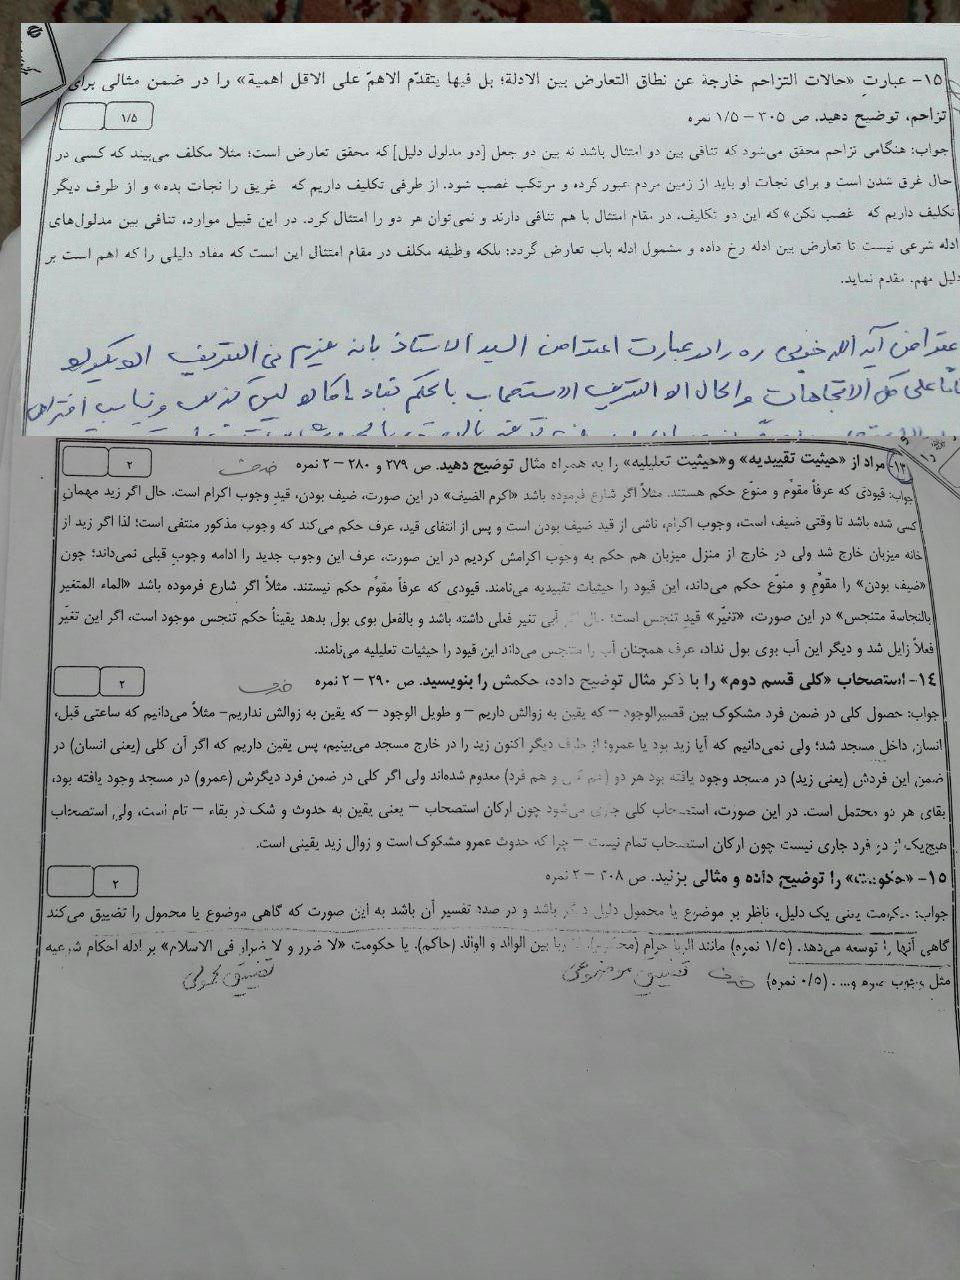 ۱۵- عبارتِ «حالات التزاحم خارجة عن نطاق التعارض بین الادلة؛ بل فیها یتقدّم الاهمّ علی الاقل اهمیة» را در ضمن مثالی برای
تزاحم، توضیح دهید. ص ۳۰۵ – ۱/۵ نمره
۱/۵
جواب: هنگامی تزاحم محقق می‌شود که تنافی بین دو امتثال باشد نه بین دو جعل [دو مدلول دلیل] که محقق تعارض است؛ مثلا مکلف می‌بیند که کسی در
حال غرق شدن است و برای نجات او باید از زمین مردم عبور کرده و مرتکب غصب شود. از طرفی تکلیف داریم که غریق را نجات بده» و از طرف دیگر
تکلیف داریم که غصب نکن» که این دو تکلیف، در مقام امتثال با هم تنافی دارند و نمی‌توان هر دو را امتثال کرد. در این قبیل موارد، تنافی بین مدلول‌های
ادله شرعی نیست تا تعارض بین ادله رخ داده و مشمول ادله باب تعارض گردد؛ بلکه وظیفه مکلف در مقام امتثال این است که مفاد دلیلی را که اهم است بر
دلیل مهم، مقدم نماید.
آیة الله خویی ره را در عبارت اعتراض السید الاستاذ بانه عزیم فی التعریف
علی کل الاتجاهات و الحال التعریف الاستصحاب بالحکم
۱۳- مراد از «حیثیت تقییدیه» و«حیثیت تعلیلیه» را به همراه مثال توضیح دهید. ص ۲۷۹ و ۲۸۰ – ۲ نمره حذف
۲
جواب: قیودی که عرفاً مقوِّم و منوِّع حکم هستند. مثلاً اگر شارع فرموده باشد «اکرم الضیف» در این صورت، ضیف بودن، قیدِ وجوب اکرام است. حال اگر زید مهمان
کسی شده باشد تا وقتی ضیف، است، وجوب اکرام، ناشی از قید ضیف بودن است و پس از انتفای قید، عرف حکم می‌کند که وجوب مذکور منتفی است؛ لذا اگر زید از
خانه میزبان خارج شد ولی در خارج از منزل میزبان هم حکم به وجوب اکرامش کردیم در این صورت، عرف این وجوب جدید را ادامه وجوبِ قبلی نمی‌داند؛ چون
«ضیف بودن» را مقوِّم و منوِّع حکم می‌داند، این قیود را حیثیات تقییدیه می‌نامند. قیودی که عرفاً مقوِّم حکم نیستند. مثلاً اگر شارع فرموده باشد «الماء المتغیر
بالنجاسة متنجس» در این صورت، «تغیّر» قیدِ تنجس است؛ حال اگر آبی تغیر فعلی داشته باشد و بالفعل بوی بول بدهد یقیناً حکم تنجس موجود است، اگر این تغیّر
فعلاً زایل شد و دیگر این آب بوی بول نداد، عرف همچنان آب را متنجس می‌داند این قیود را حیثیات تعلیلیه می‌نامند.
۱۴- استصحاب «کلی قسم دوم» را با ذکر مثال توضیح داده، حکمش را بنویسید. ص ۲۹۰ – ۲ نمره حذف
۲
جواب: حصول کلی در ضمن فرد مشکوک بین قصیرالوجود – که یقین به زوالش داریم – و طویل الوجود – که یقین به زوالش نداریم- مثلاً می‌دانیم که ساعتی قبل،
انسان داخل مسجد شد؛ ولی نمی‌دانیم که آیا زید بود یا عمرو؛ از طرف دیگر اکنون زید را در خارج مسجد می‌بینیم، پس یقین داریم که اگر آن کلی (یعنی انسان) در
ضمن این فردش (یعنی زید) در مسجد وجود یافته بود هر دو (هم کلی و هم فرد) معدوم شده‌اند ولی اگر کلی در ضمن فرد دیگرش (عمرو) در مسجد وجود یافته بود،
بقای هر دو محتمل است. در این صورت، استصحاب کلی جاری می‌شود چون ارکان استصحاب – یعنی یقین به حدوث و شک در بقاء – تام است، ولی استصحاب
هیچ‌یک از دو فرد جاری نیست چون ارکان استصحاب تمام نیست – چرا که حدوث عمرو مشکوک است و زوال زید یقینی است.
۱۵- «حکومت» را توضیح داده و مثالی بزنید. ص ۳۰۸ – ۲ نمره
۲
جواب: حکومت یعنی یک دلیل، ناظر بر موضوع یا محمول دلیل دیگر باشد و در صدد تفسیر آن باشد به این صورت که گاهی موضوع یا محمول را تضییق می‌کند
گاهی آنها را توسعه می‌دهد. (۱/۵ نمره) مانند الربا حرام (محکوم)، لا ربا بین الوالد و الولد (حاکم). یا حکومت «لا ضرر و لا ضرار فی الاسلام» بر ادله احکام شرعیه
مثل وجوب و.... (۰/۵ نمره) حذف تضییق موضوعی تضییق محمولی